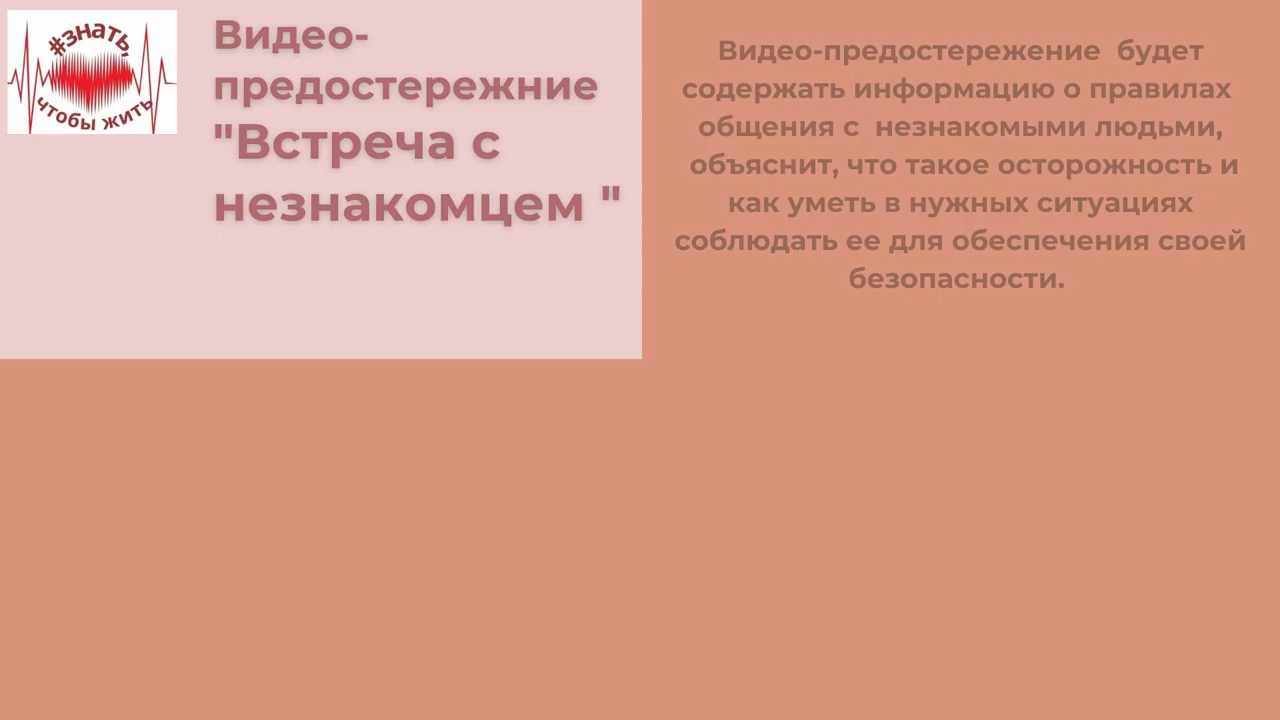 #знать,
чтобы жить
Видео-
предостережние
"Встреча с
незнакомцем "
Видео-предостережение будет
содержать информацию о правилах
общения с незнакомыми людьми,
объяснит, что такое осторожность и
как уметь в нужных ситуациях
соблюдать ее для обеспечения своей
безопасности.